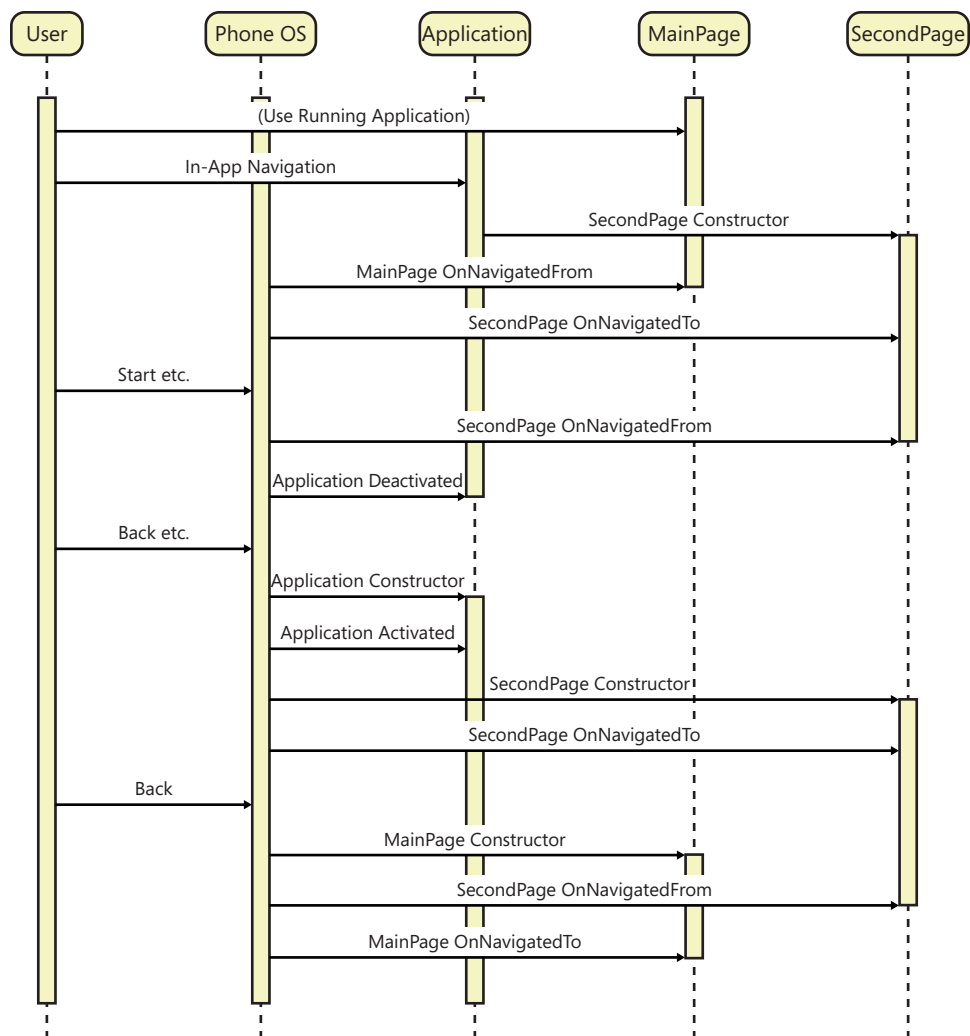 User
Phone OS
Application
MainPage
SecondPage
(Use Running Application)
In-App Navigation
SecondPage Constructor
MainPage OnNavigatedFrom
SecondPage OnNavigatedTo
Start etc.
SecondPage OnNavigatedFrom
Application Deactivated
Back etc.
Application Constructor
Application Activated
SecondPage Constructor
SecondPage OnNavigatedTo
Back
MainPage Constructor
SecondPage OnNavigatedFrom
MainPage OnNavigatedTo